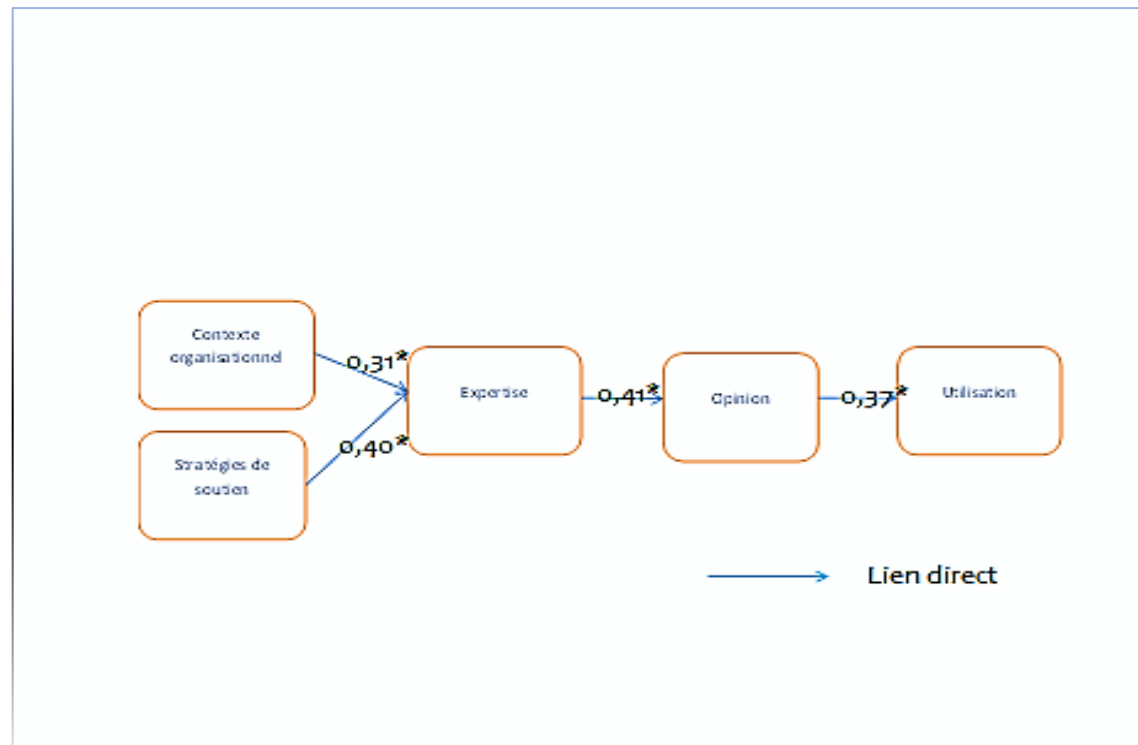 Contexte
organisationnel
0,31*
Expertise
0,41*
Opinion
0,37*
Utilisation
0,40*
Stratégies de
soutien
Lien direct